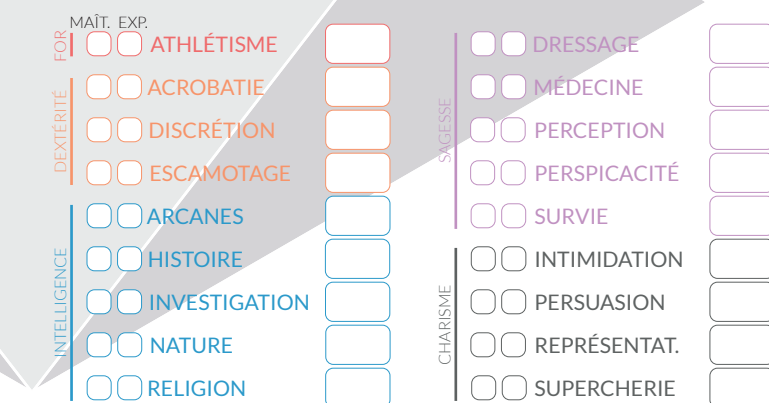 MAÎT. EXP.
FOR
ATHLÉTISME
DEXTÉRITÉ
ACROBATIE
DISCRÉTION
ESCAMOTAGE
INTELLIGENCE
ARCANES
HISTOIRE
INVESTIGATION
NATURE
RELIGION
SAGESSE
DRESSAGE
MÉDECINE
PERCEPTION
PERSPICACITÉ
SURVIE
CHARISME
INTIMIDATION
PERSUASION
REPRÉSENTAT.
SUPERCHERIE